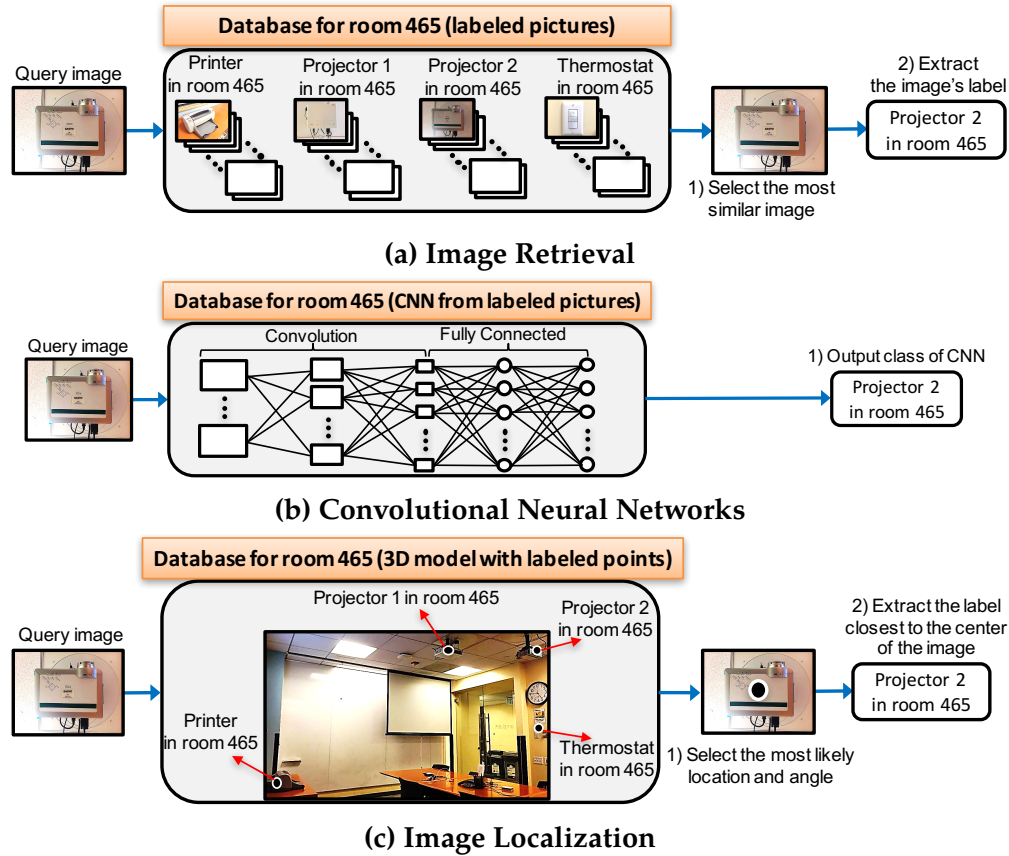 Database for room 465 (labeled pictures)
Query image
Printer
in room 465
Projector 1
in room 465
Projector 2
in room 465
Thermostat
in room 465
2) Extract
the image's label
Projector 2
in room 465
1) Select the most
similar image
(a) Image Retrieval
Database for room 465 (CNN from labeled pictures)
Query image
Convolution
Fully Connected
1) Output class of CNN
Projector 2
in room 465
(b) Convolutional Neural Networks
Database for room 465 (3D model with labeled points)
Query image
Projector 1 in room 465
Projector 2
in room 465
Printer
in room 465
Thermostat
in room 465
2) Extract the label
closest to the center
of the image
Projector 2
in room 465
1) Select the most likely
location and angle
(c) Image Localization